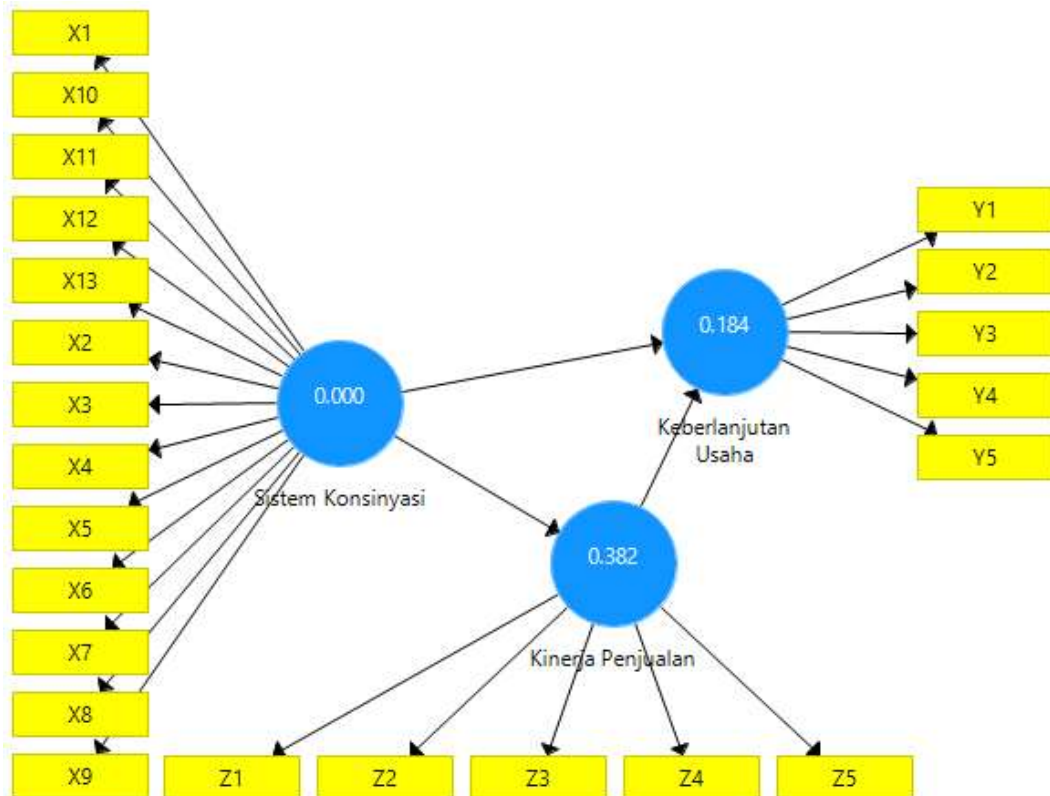 X1
X10
X11
X12
X13
X2
X3
X4
X5
X6
X7
X8
X9
0.000
Sistem Konsinyasi
0.184
Keberlanjutan
Usaha
0.382
Kinerja Penjualan
Y1
Y2
Y3
Y4
Y5
Z1
Z2
Z3
Z4
Z5